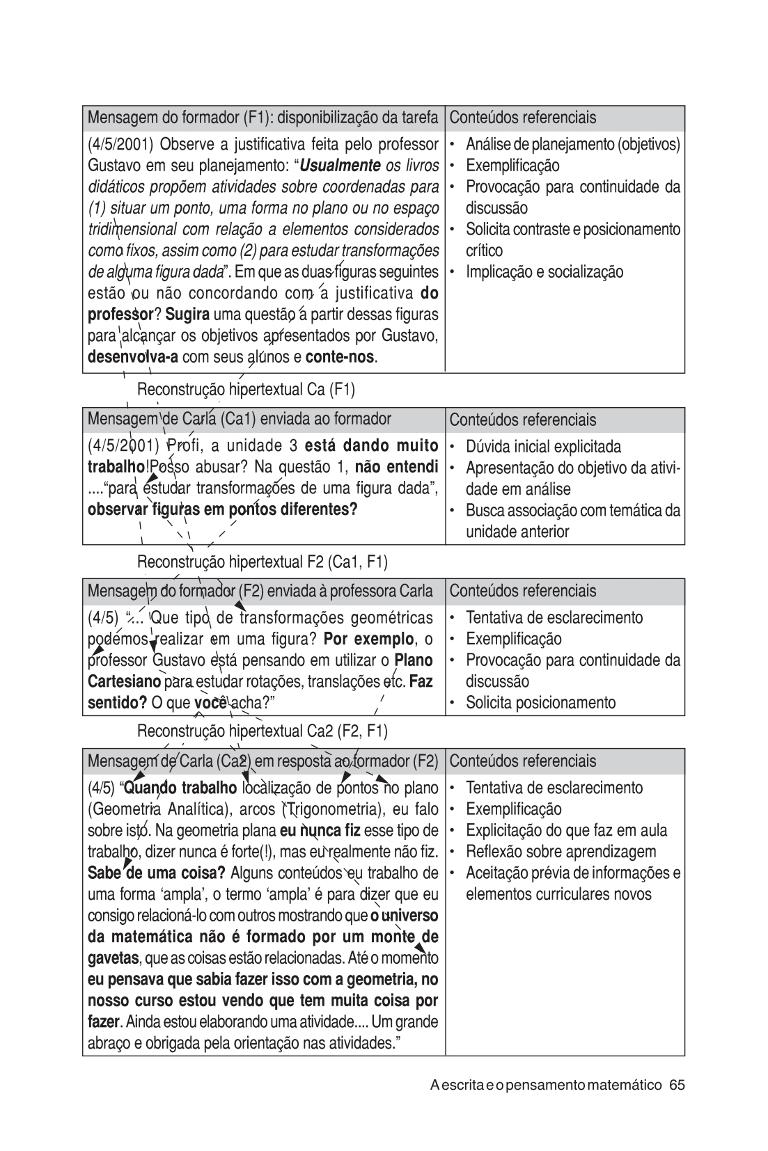 Mensagem do formador (F1): disponibilização da tarefa
(4/5/2001) Observe a justificativa feita pelo professor
Gustavo em seu planejamento: “Usualmente os livros
didáticos propõem atividades sobre coordenadas para
(1) situar um ponto, uma forma no plano ou no espaço
tridimensional com relação a elementos considerados
como fixos, assim como (2) para estudar transformações
de alguma figura dada”. Em que as duas figuras seguintes
estão ou não concordando com a justificativa do
professor? Sugira uma questão a partir dessas figuras
para alcançar os objetivos apresentados por Gustavo,
desenvolva-a com seus alunos e conte-nos.
Conteúdos referenciais
• Análise de planejamento (objetivos)
• Exemplificação
• Provocação para continuidade da
discussão
• Solicita contraste e posicionamento
crítico
• Implicação e socialização
Reconstrução hipertextual Ca (F1)
Mensagem de Carla (Ca1) enviada ao formador
(4/5/2001) Profi, a unidade 3 está dando muito
trabalho!Posso abusar? Na questão 1, não entendi
....“para estudar transformações de uma figura dada”,
observar figuras em pontos diferentes?
Conteúdos referenciais
• Dúvida inicial explicitada
• Apresentação do objetivo da ativi-
dade em análise
• Busca associação com temática da
unidade anterior
Reconstrução hipertextual F2 (Ca1, F1)
Mensagem do formador (F2) enviada à professora Carla
(4/5) “... Que tipo de transformações geométricas
podemos realizar em uma figura? Por exemplo, o
professor Gustavo está pensando em utilizar o Plano
Cartesiano para estudar rotações, translações etc. Faz
sentido? O que você acha?”
Conteúdos referenciais
• Tentativa de esclarecimento
• Exemplificação
• Provocação para continuidade da
discussão
• Solicita posicionamento
Reconstrução hipertextual Ca2 (F2, F1)
Mensagem de Carla (Ca2) em resposta ao formador (F2)
(4/5) “Quando trabalho localização de pontos no plano
(Geometria Analítica), arcos (Trigonometria), eu falo
sobre isto. Na geometria plana eu nunca fiz esse tipo de
trabalho, dizer nunca é forte(!), mas eu realmente não fiz.
Sabe de uma coisa? Alguns conteúdos eu trabalho de
uma forma ‘ampla’, o termo ‘ampla’ é para dizer que eu
consigo relacioná-lo com outros mostrando que o universo
da matemática não é formado por um monte de
gavetas, que as coisas estão relacionadas. Até o momento
eu pensava que sabia fazer isso com a geometria, no
nosso curso estou vendo que tem muita coisa por
fazer. Ainda estou elaborando uma atividade.... Um grande
abraço e obrigada pela orientação nas atividades.”
Conteúdos referenciais
• Tentativa de esclarecimento
• Exemplificação
• Explicitação do que faz em aula
• Reflexão sobre aprendizagem
• Aceitação prévia de informações e
elementos curriculares novos
A escrita e o pensamento matemático 65